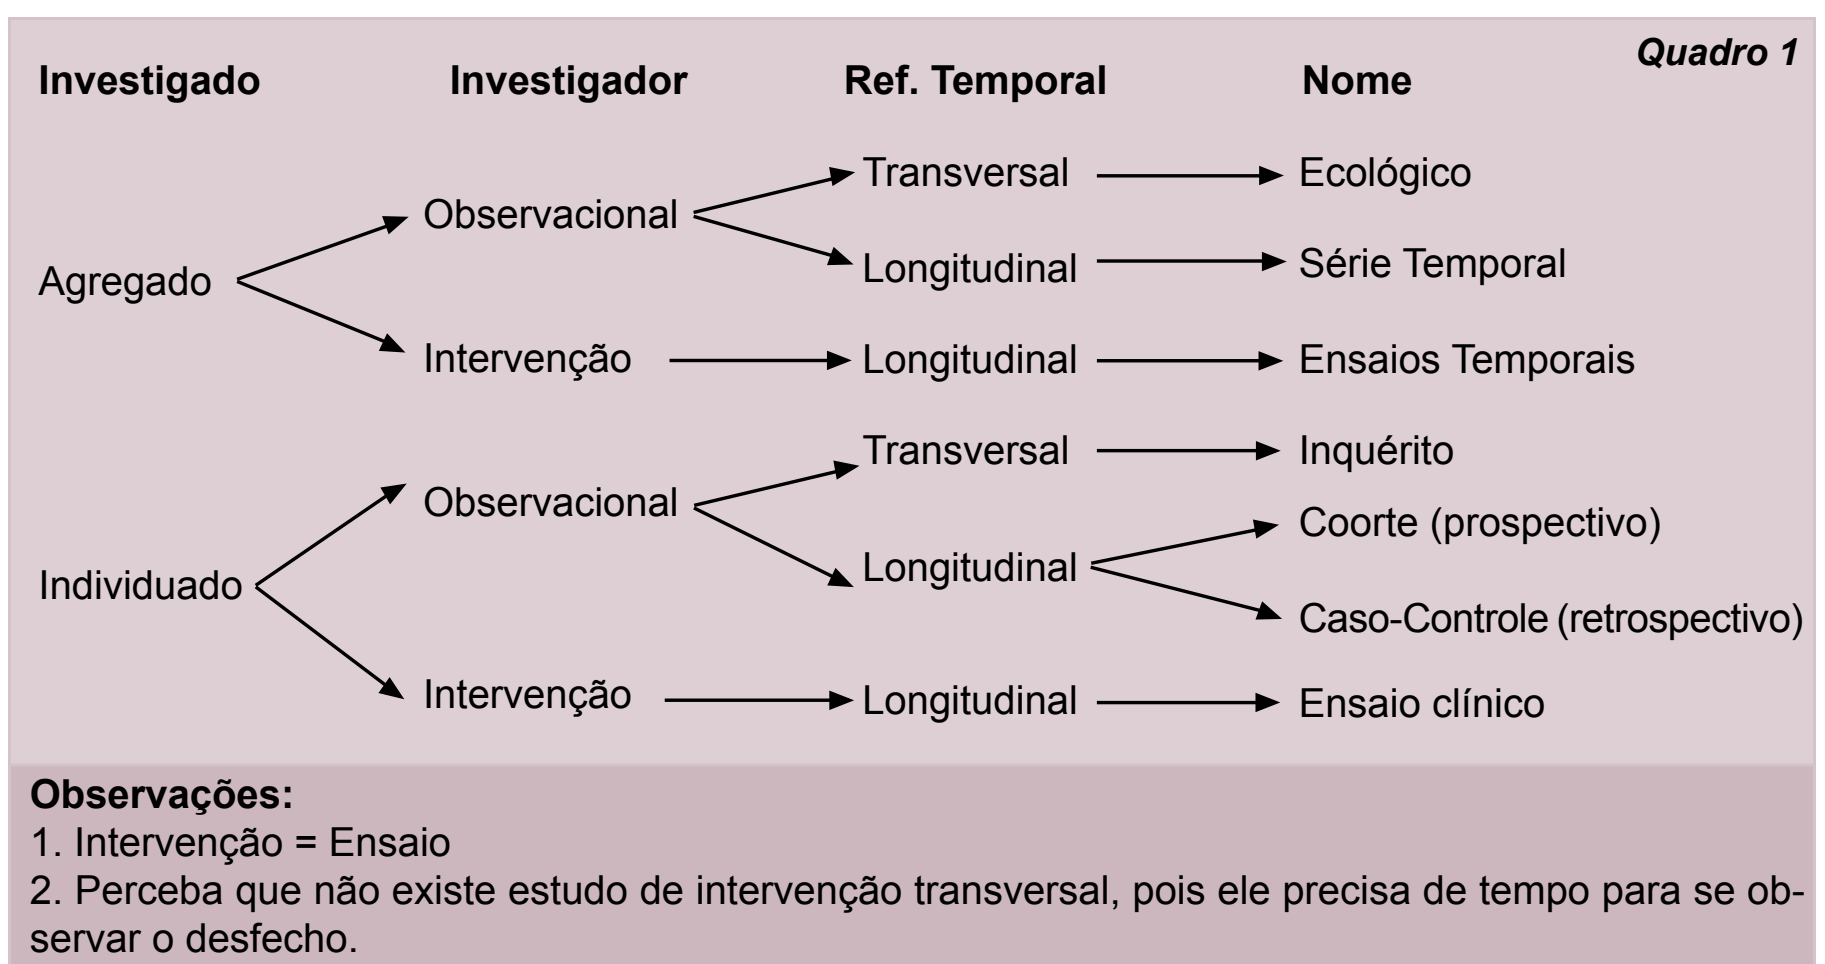 Quadro 1
Investigado Investigador Ref. Temporal Nome
Transversal Ecológico
Observacional
Longitudinal Série Temporal
Agregado
Intervenção Longitudinal Ensaios Temporais
Transversal Inquérito
Observacional
Coorte (prospectivo)
Longitudinal
Individuado
Caso-Controle (retrospectivo)
Intervenção Longitudinal Ensaio clínico
Observações:
1. Intervenção = Ensaio
2. Perceba que não existe estudo de intervenção transversal, pois ele precisa de tempo para se ob-
servar o desfecho.